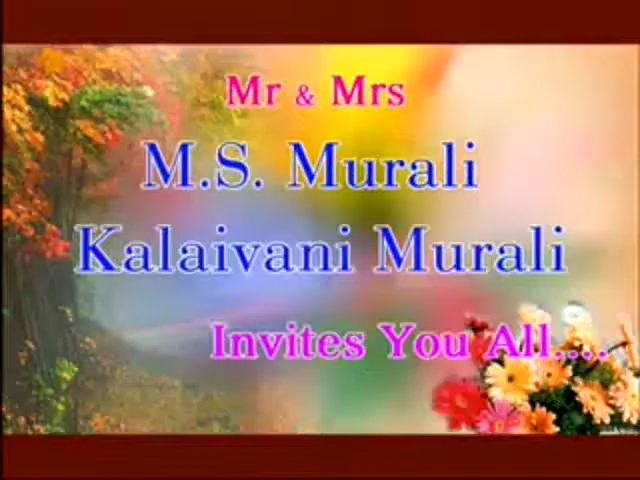 Mr & Mrs
M.S. Murali
Kalaivani Murali
Invites You All....